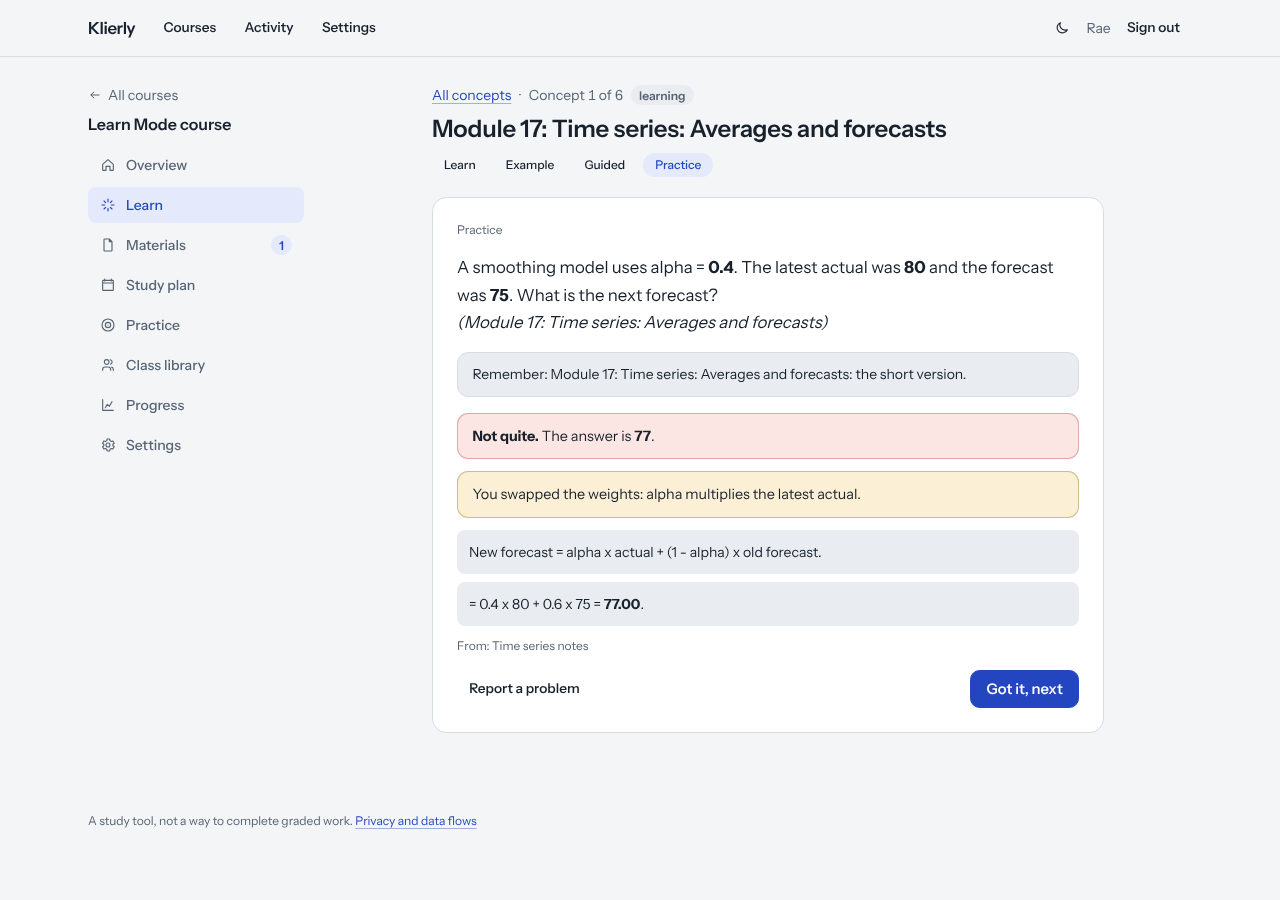 Klierly
Courses
Activity
Settings
Rae
Sign out
← All courses
Learn Mode course
Overview
Learn
Materials
1
Study plan
Practice
Class library
Progress
Settings
All concepts · Concept 1 of 6 learning
Module 17: Time series: Averages and forecasts
Learn
Example
Guided
Practice
Practice
A smoothing model uses alpha = 0.4. The latest actual was 80 and the forecast
was 75. What is the next forecast?
(Module 17: Time series: Averages and forecasts)
Remember: Module 17: Time series: Averages and forecasts: the short version.
Not quite. The answer is 77.
You swapped the weights: alpha multiplies the latest actual.
New forecast = alpha x actual + (1 - alpha) x old forecast.
= 0.4 x 80 + 0.6 x 75 = 77.00.
From: Time series notes
Report a problem
Got it, next
A study tool, not a way to complete graded work. Privacy and data flows